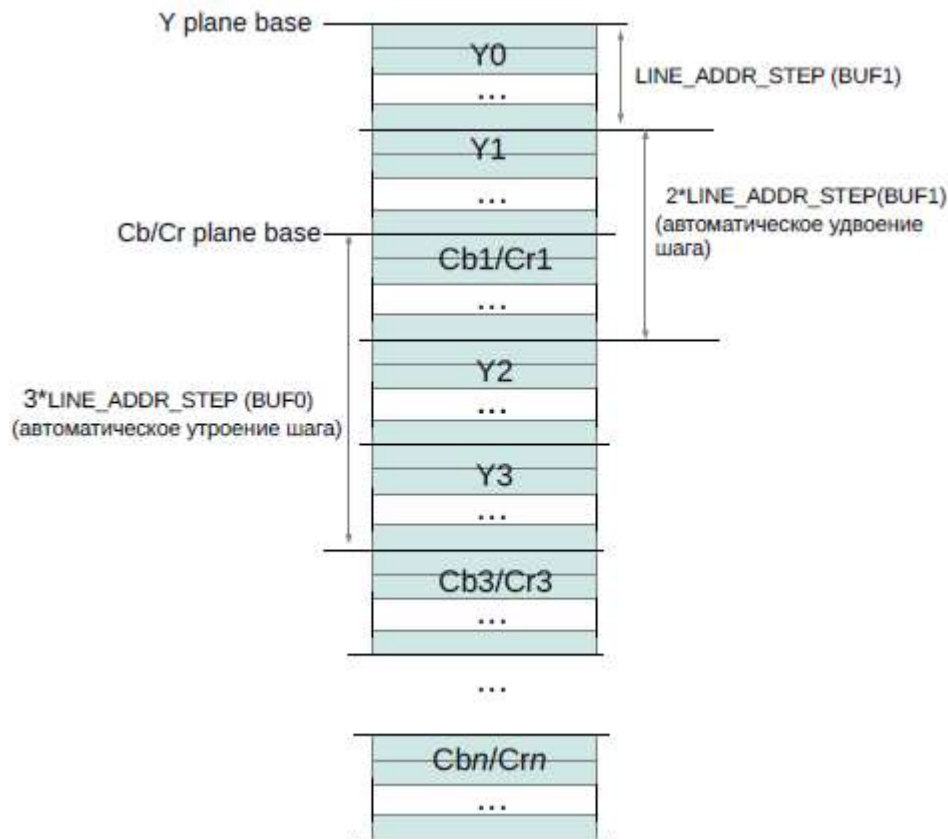 Y plane base
Y0
LINE_ADDR_STEP (BUF1)
...
Y1
...
2*LINE_ADDR_STEP(BUF1)
(автоматическое удвоение
шага)
Cb/Cr plane base
Cb1/Cr1
...
Y2
...
3*LINE_ADDR_STEP (BUF0)
(автоматическое утроение шага)
Y3
...
Cb3/Cr3
...
...
Cbn/Crn
...